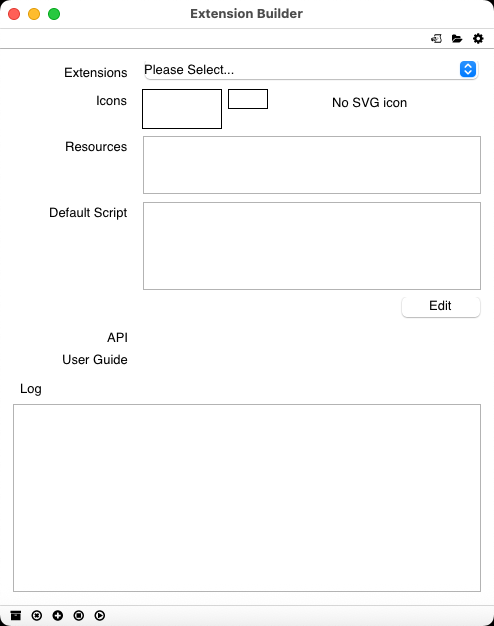 Extension Builder
Extensions
Please Select...
Icons
No SVG icon
Resources
Default Script
Edit
API
User Guide
Log